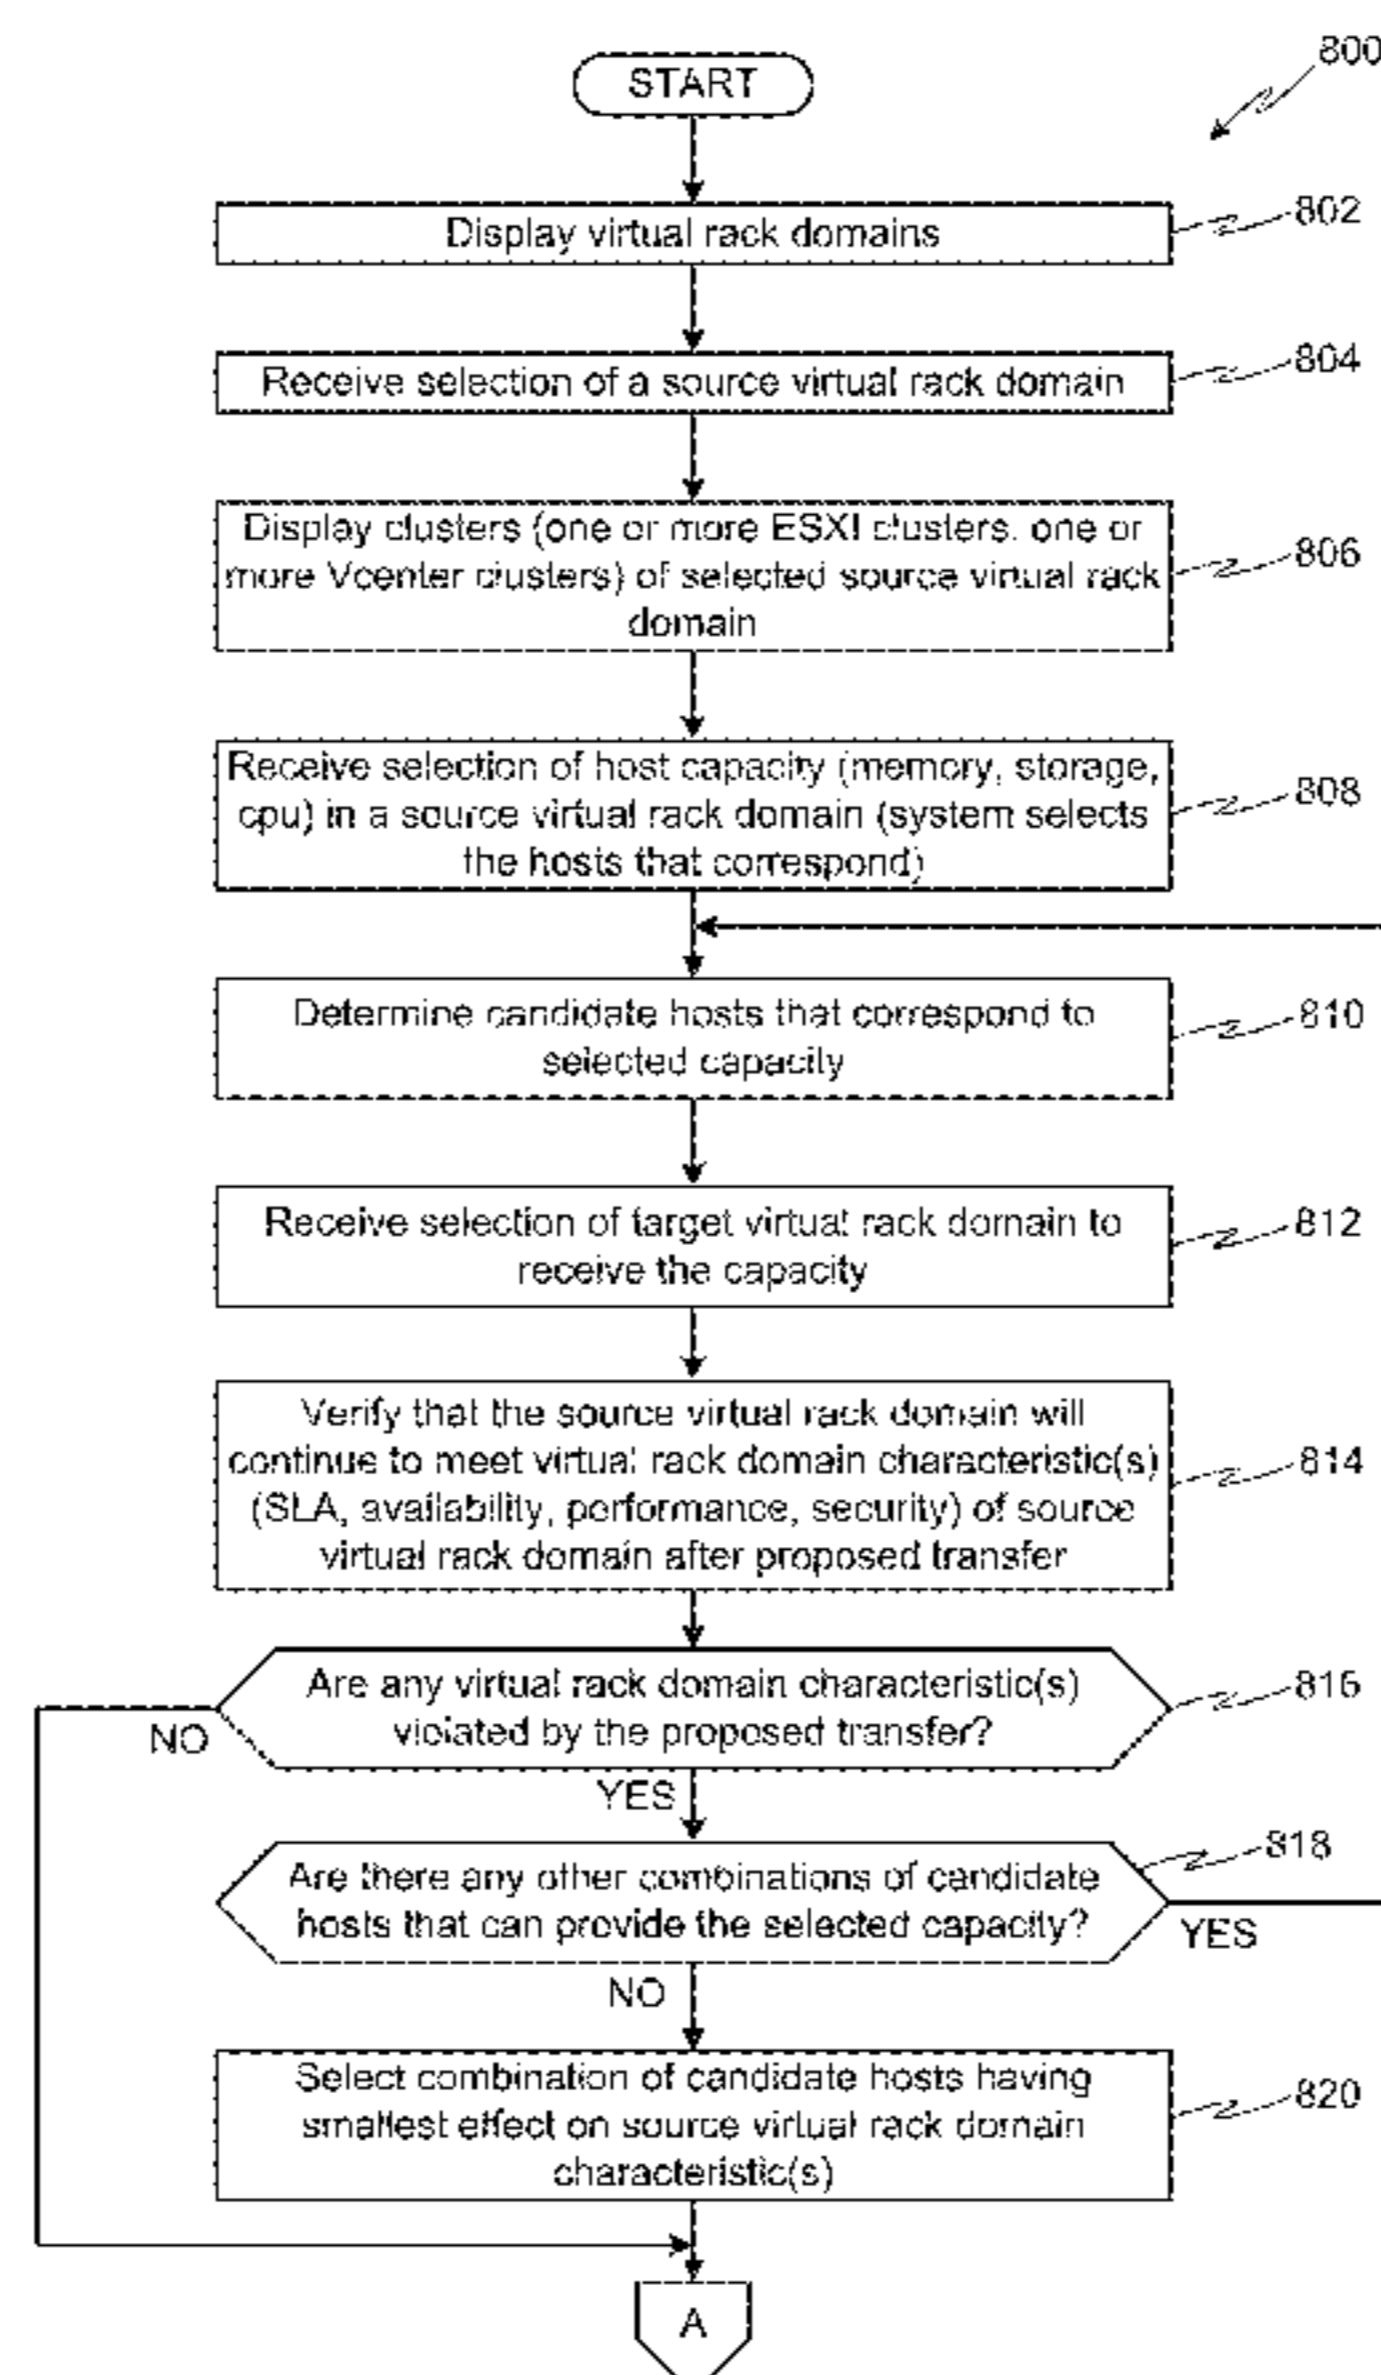 800
START
Display virtual rack domains
802
Receive selection of a source virtual rack domain
804
Display clusters (one or more ESXI clusters, one or
more Vcenter clusters) of selected source virtual rack
domain
806
Receive selection of host capacity (memory, storage,
cpu) in a source virtual rack domain (system selects
the hosts that correspond)
808
Determine candidate hosts that correspond to
selected capacity
810
Receive selection of target virtual rack domain to
receive the capacity
812
Verify that the source virtual rack domain will
continue to meet virtual rack domain characteristic(s)
(SLA, availability, performance, security) of source
virtual rack domain after proposed transfer
814
Are any virtual rack domain characteristic(s)
violated by the proposed transfer?
816
NO
YES
Are there any other combinations of candidate
hosts that can provide the selected capacity?
818
YES
NO
Select combination of candidate hosts having
smallest effect on source virtual rack domain
characteristic(s)
820
A